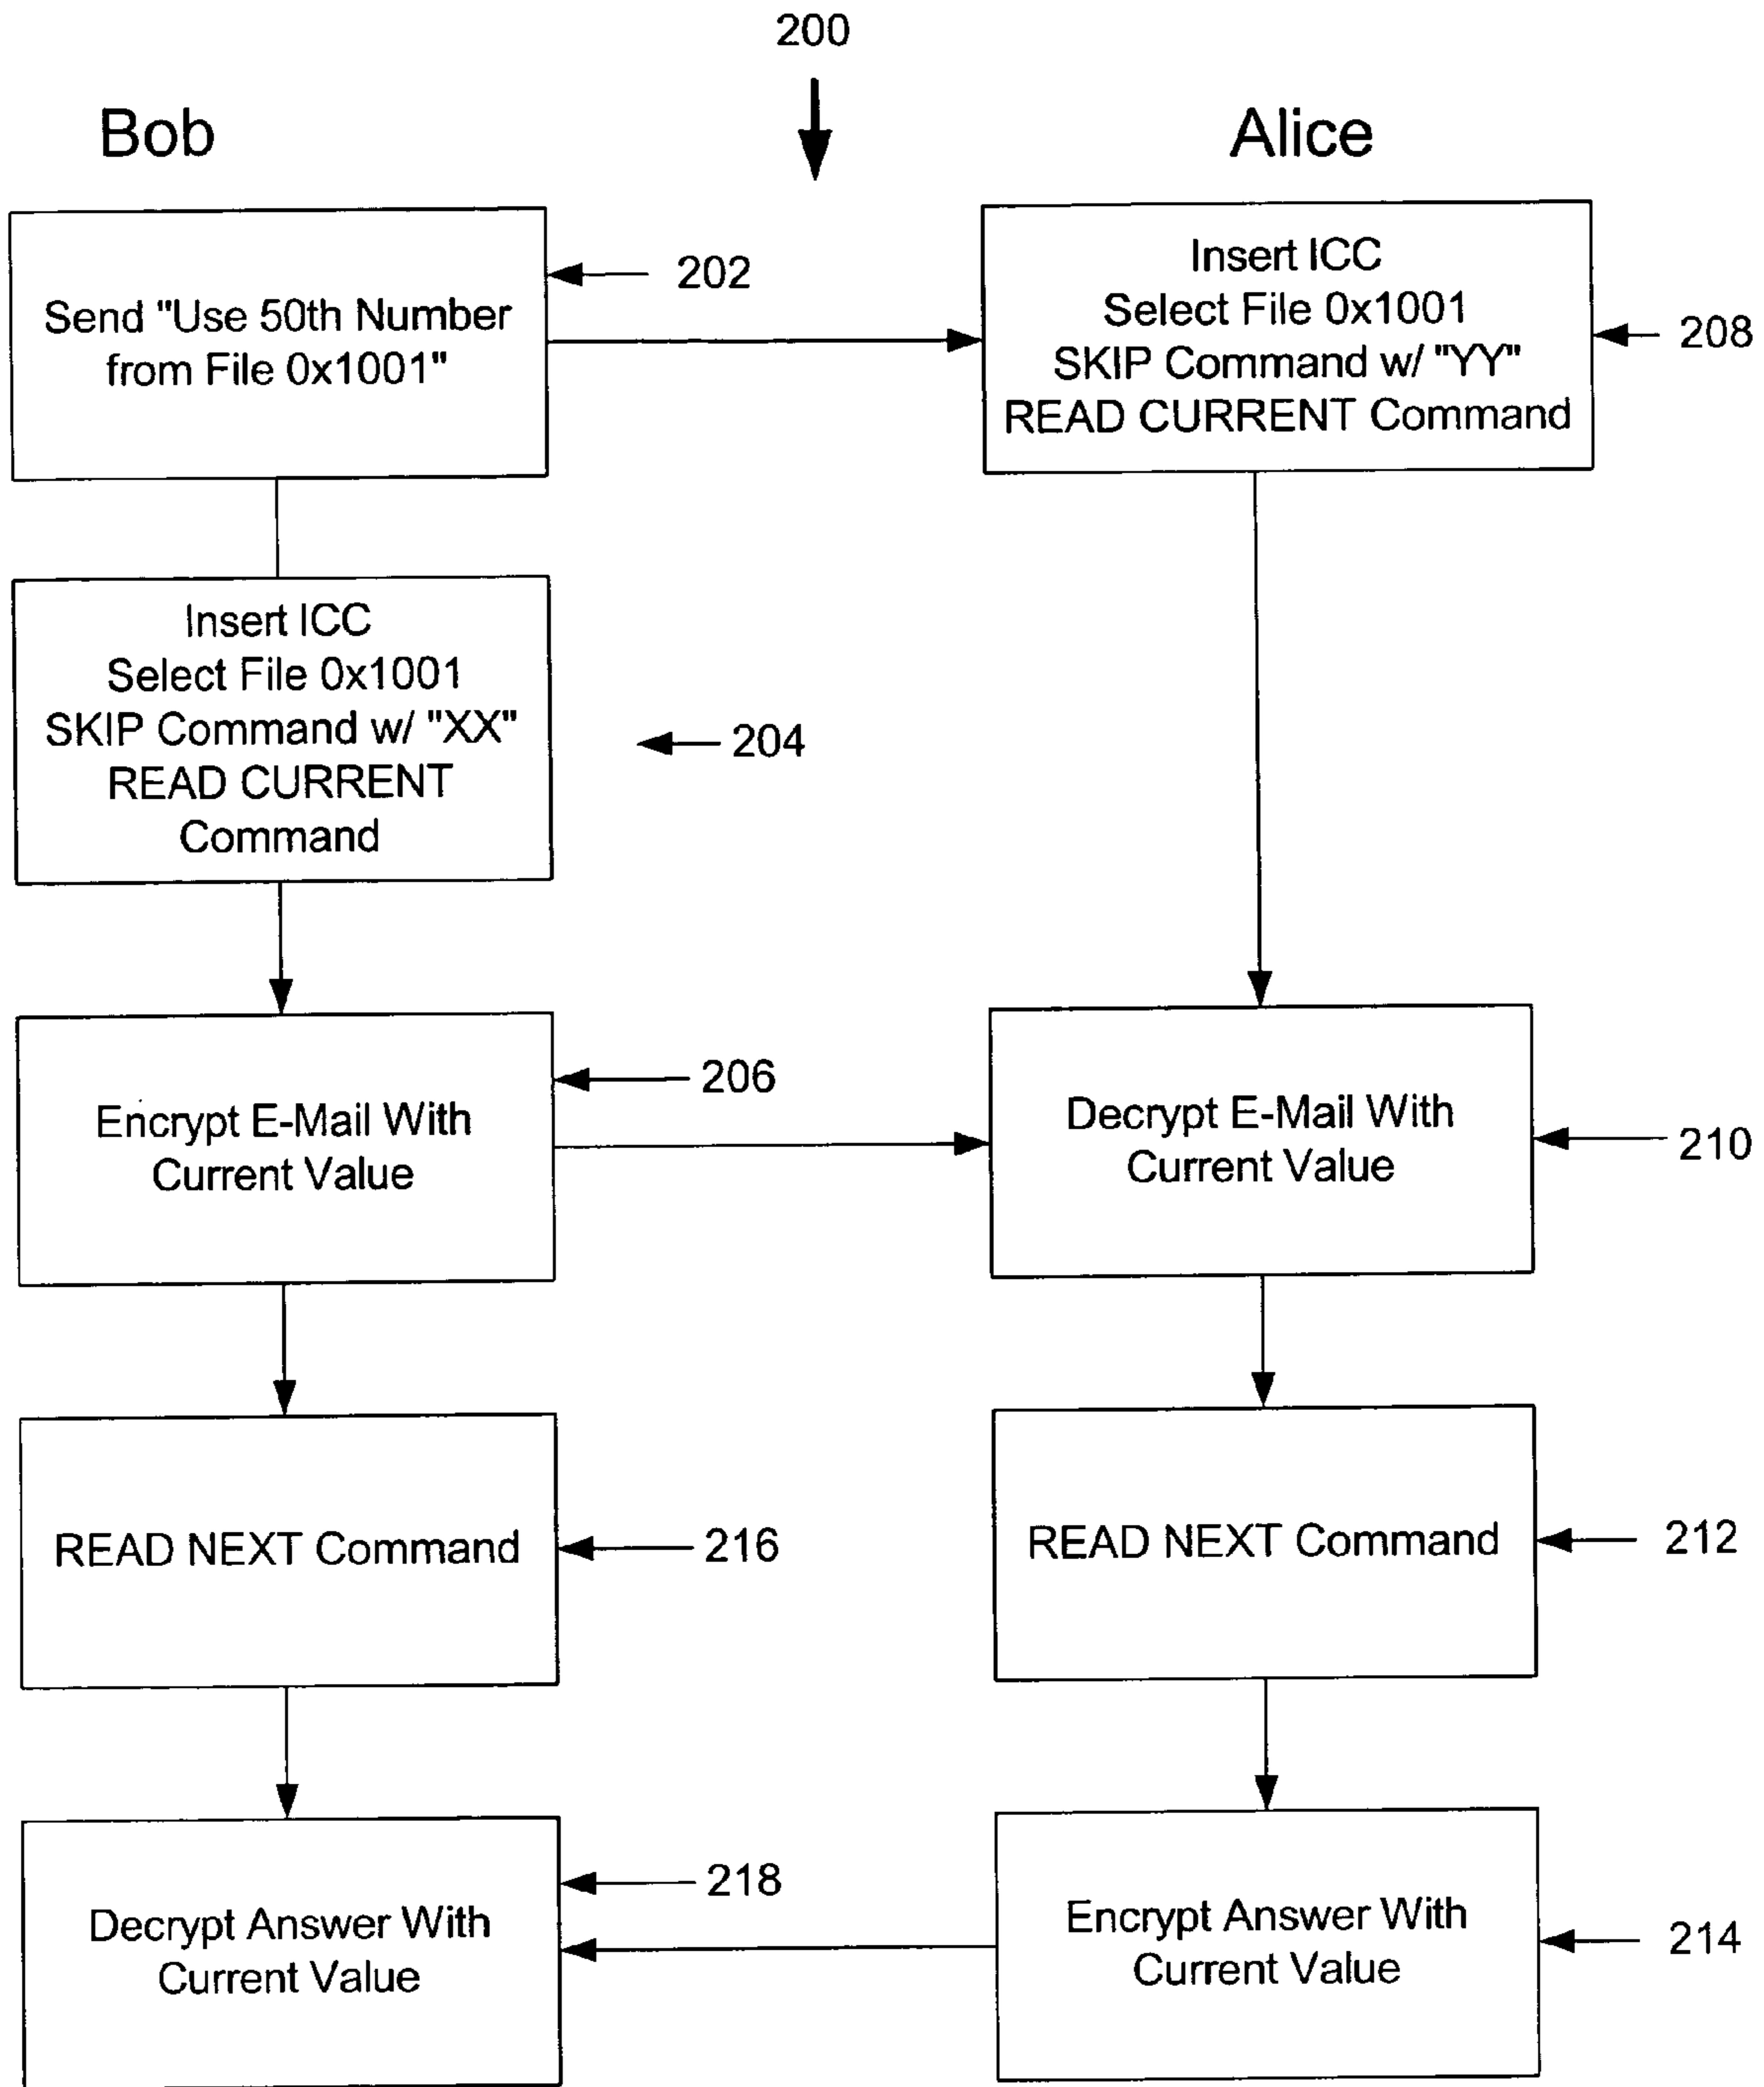 200
Bob
Alice
Send "Use 50th Number
from File 0x1001"
202
Insert ICC
Select File 0x1001
SKIP Command w/ "YY"
READ CURRENT Command
208
Insert ICC
Select File 0x1001
SKIP Command w/ "XX"
READ CURRENT
Command
204
Encrypt E-Mail With
Current Value
206
Decrypt E-Mail With
Current Value
210
READ NEXT Command
216
READ NEXT Command
212
Decrypt Answer With
Current Value
218
Encrypt Answer With
Current Value
214